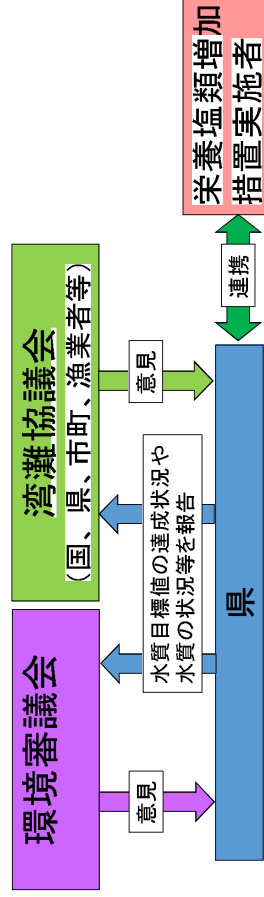 環境審議会
湾灘協議会
(国、県、市町、漁業者等)
意見
水質目標値の達成状況や
水質の状況等を報告
意見
県
連携
栄養塩類増加
措置実施者